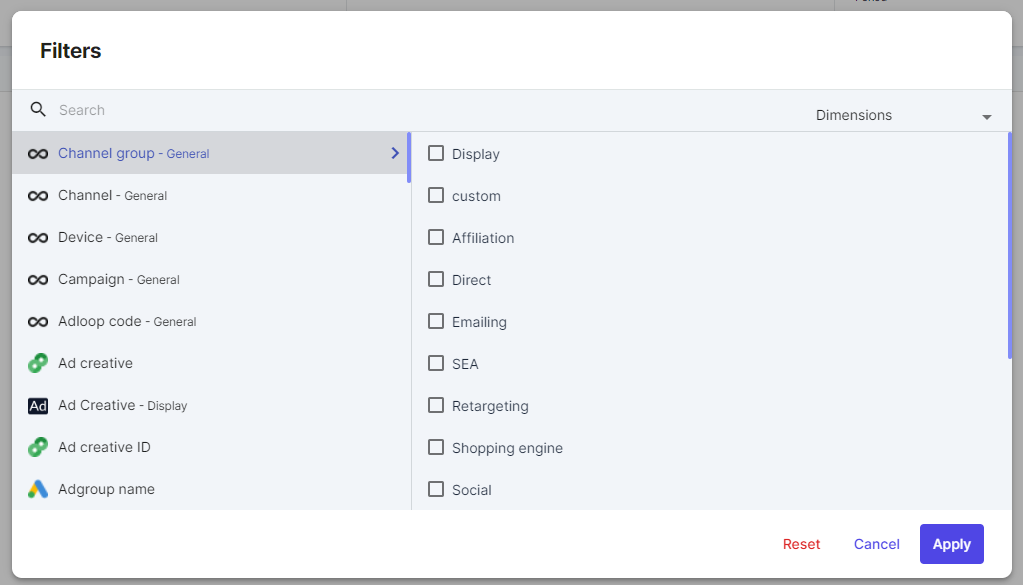 Filters
Search
Dimensions
Channel group - General
Display
Channel - General
custom
Device - General
Affiliation
Campaign - General
Direct
Adloop code - General
Emailing
Ad creative
SEA
Ad Ad Creative - Display
Retargeting
Ad creative ID
Shopping engine
Adgroup name
Social
Reset
Cancel
Apply